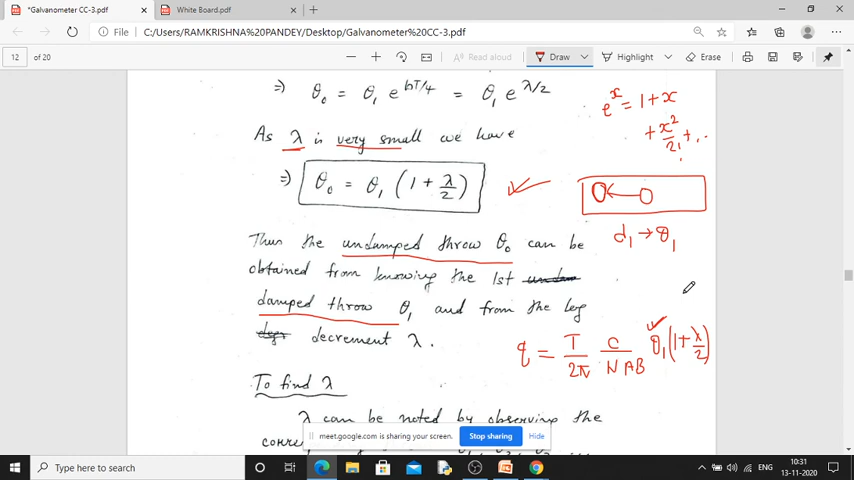 *Galvanometer CC-3.pdf
White Board.pdf
C:/Users/RAMKRISHNA%20PANDEY/Desktop/Galvanometer%20CC-3.pdf
12 of 20
Read aloud
Draw
Highlight
Erase
=) θ₀ = θ₁ e^{bT/4} = θ₁ e^{λ/2}
As λ is very small we have
=) θ₀ = θ₁ (1 + λ/2)
Thus the undamped throw θ₀ can be
obtained from knowing the 1st
damped throw θ₁ and from the log
decrement λ.
To find λ
λ can be noted by observing the
e^x = 1 + x
+ x²/2! + ...
d₁ → θ₁
q = T/2π C/NAB θ₁ (1 + λ/2)
meet.google.com is sharing your screen.
Stop sharing
Hide
Type here to search
ENG
10:31
13-11-2020